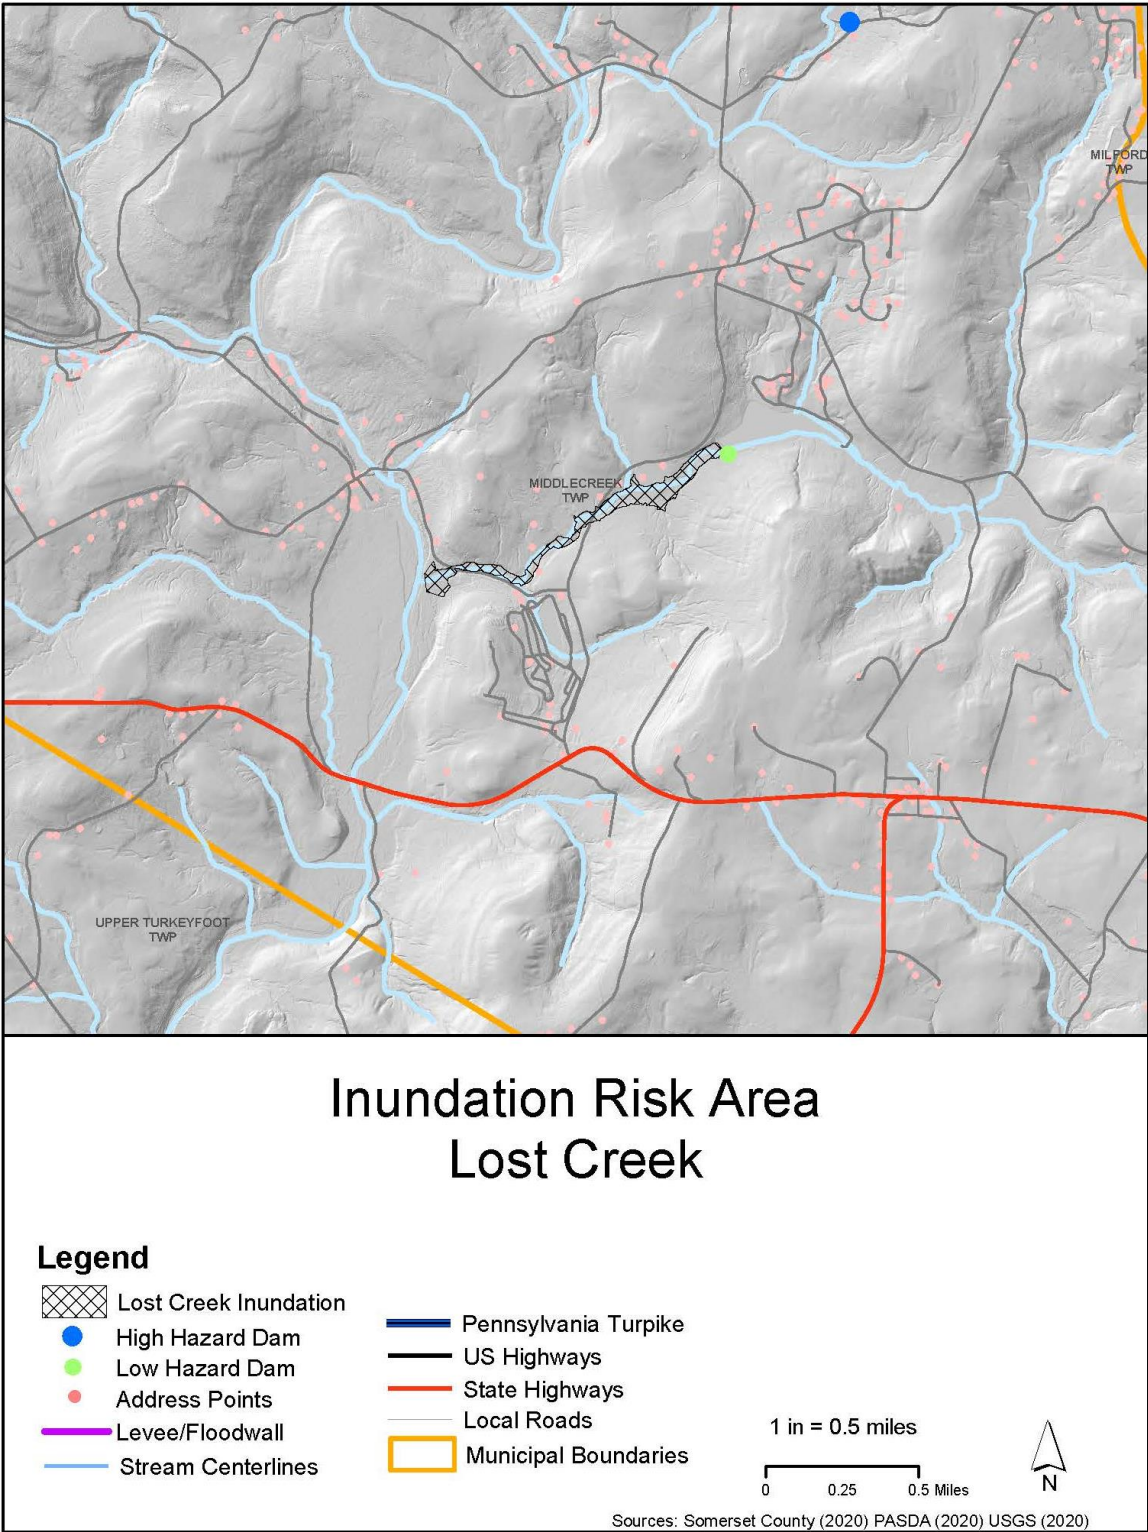 MILFORD
TWP
MIDDLECREEK
TWP
UPPER TURKEYFOOT
TWP
Inundation Risk Area
Lost Creek
Legend
Lost Creek Inundation
High Hazard Dam
Low Hazard Dam
Address Points
Levee/Floodwall
Stream Centerlines
Pennsylvania Turpike
US Highways
State Highways
Local Roads
Municipal Boundaries
1 in = 0.5 miles
0 0.25 0.5 Miles
N
Sources: Somerset County (2020) PASDA (2020) USGS (2020)